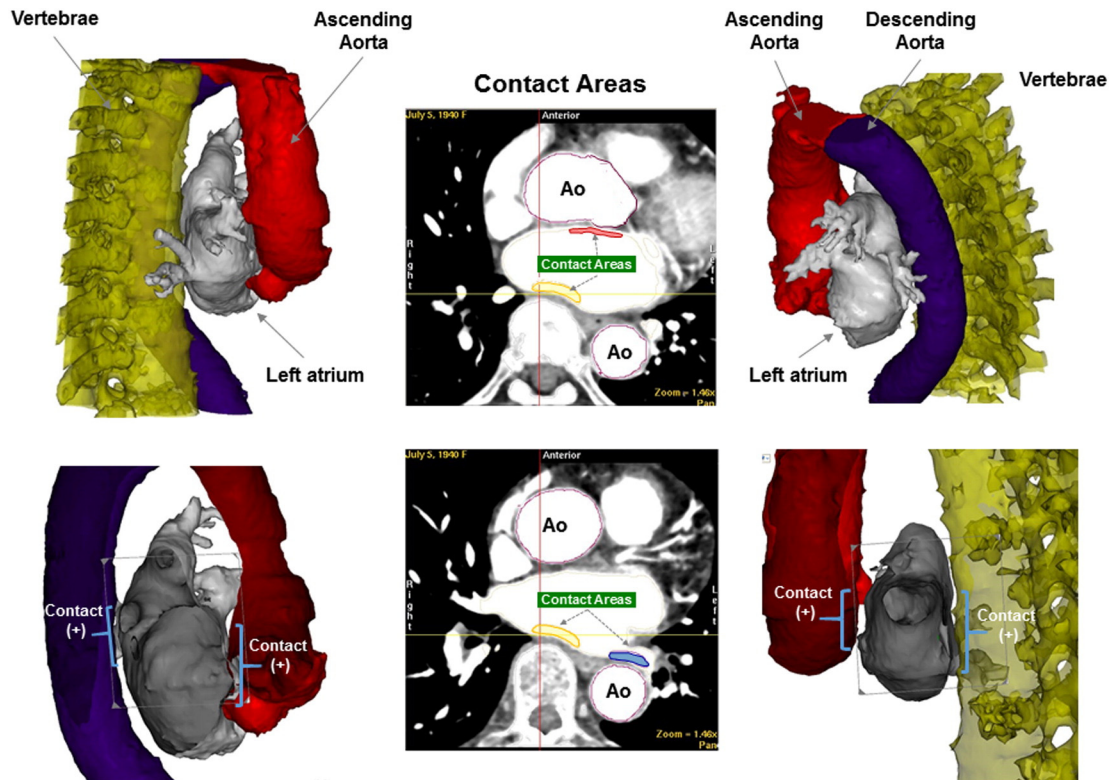 Vertebrae
Ascending
Aorta
Contact Areas
Ascending
Aorta
Descending
Aorta
Vertebrae
July 5, 1940 F
Anterior
Ao
Right
Left
Contact Areas
Ao
Zoom = 1.46x
Pan
Left atrium
Left atrium
July 5, 1940 F
Anterior
Ao
Right
Left
Contact Areas
Ao
Zoom = 1.46x
Pan
Contact
(+)
Contact
(+)
Contact
(+)
Contact
(+)